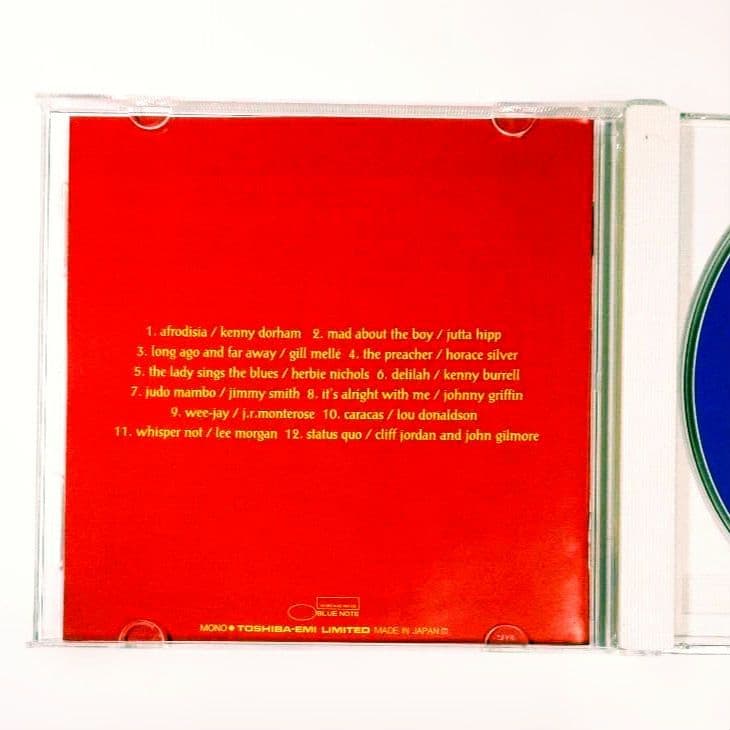 1. afrodisia / kenny dorham 2. mad about the boy / jutta hipp
3. long ago and far away / gill mellé 4. the preacher / horace silver
5. the lady sings the blues / herbie nichols 6. delilah / kenny burrell
7. judo mambo / jimmy smith 8. it's alright with me / johnny griffin
9. wee-jay / j.r.monterose 10. caracas / lou donaldson
11. whisper not / lee morgan 12. status quo / cliff jordan and john gilmore
BLUE NOTE
MONO ◆ TOSHIBA-EMI LIMITED MADE IN JAPAN